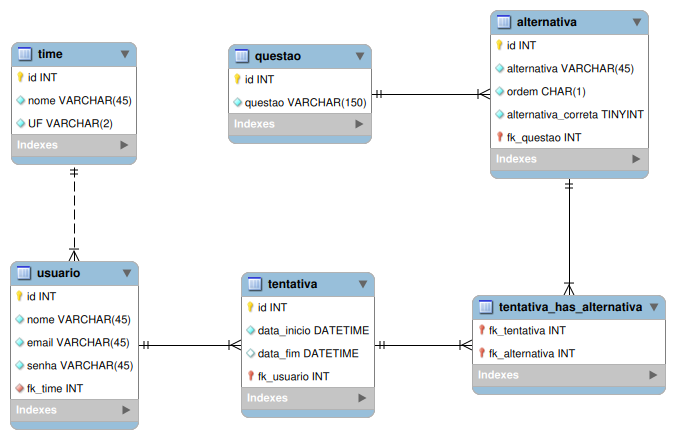 time
id INT
nome VARCHAR(45)
UF VARCHAR(2)
Indexes
questao
id INT
questao VARCHAR(150)
Indexes
alternativa
id INT
alternativa VARCHAR(45)
ordem CHAR(1)
alternativa_correta TINYINT
fk_questao INT
Indexes
usuario
id INT
nome VARCHAR(45)
email VARCHAR(45)
senha VARCHAR(45)
fk_time INT
Indexes
tentativa
id INT
data_inicio DATETIME
data_fim DATETIME
fk_usuario INT
Indexes
tentativa_has_alternativa
fk_tentativa INT
fk_alternativa INT
Indexes